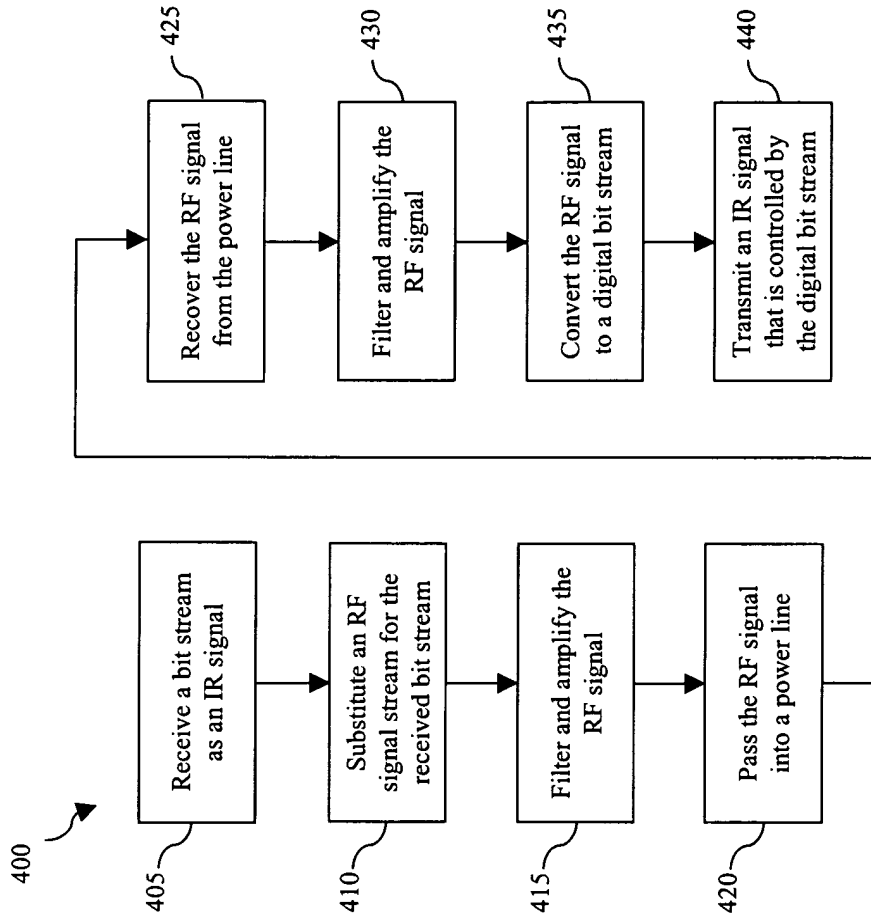 400
405
Receive a bit stream
as an IR signal
410
Substitute an RF
signal stream for the
received bit stream
415
Filter and amplify the
RF signal
420
Pass the RF signal
into a power line
425
Recover the RF signal
from the power line
430
Filter and amplify the
RF signal
435
Convert the RF signal
to a digital bit stream
440
Transmit an IR signal
that is controlled by
the digital bit stream